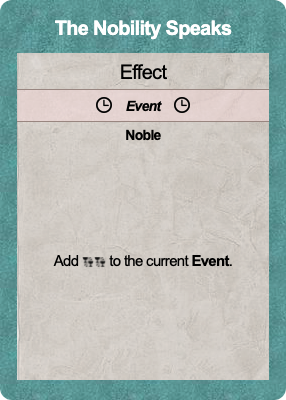 The Nobility Speaks
Effect
Event
Noble
Add to the current Event.